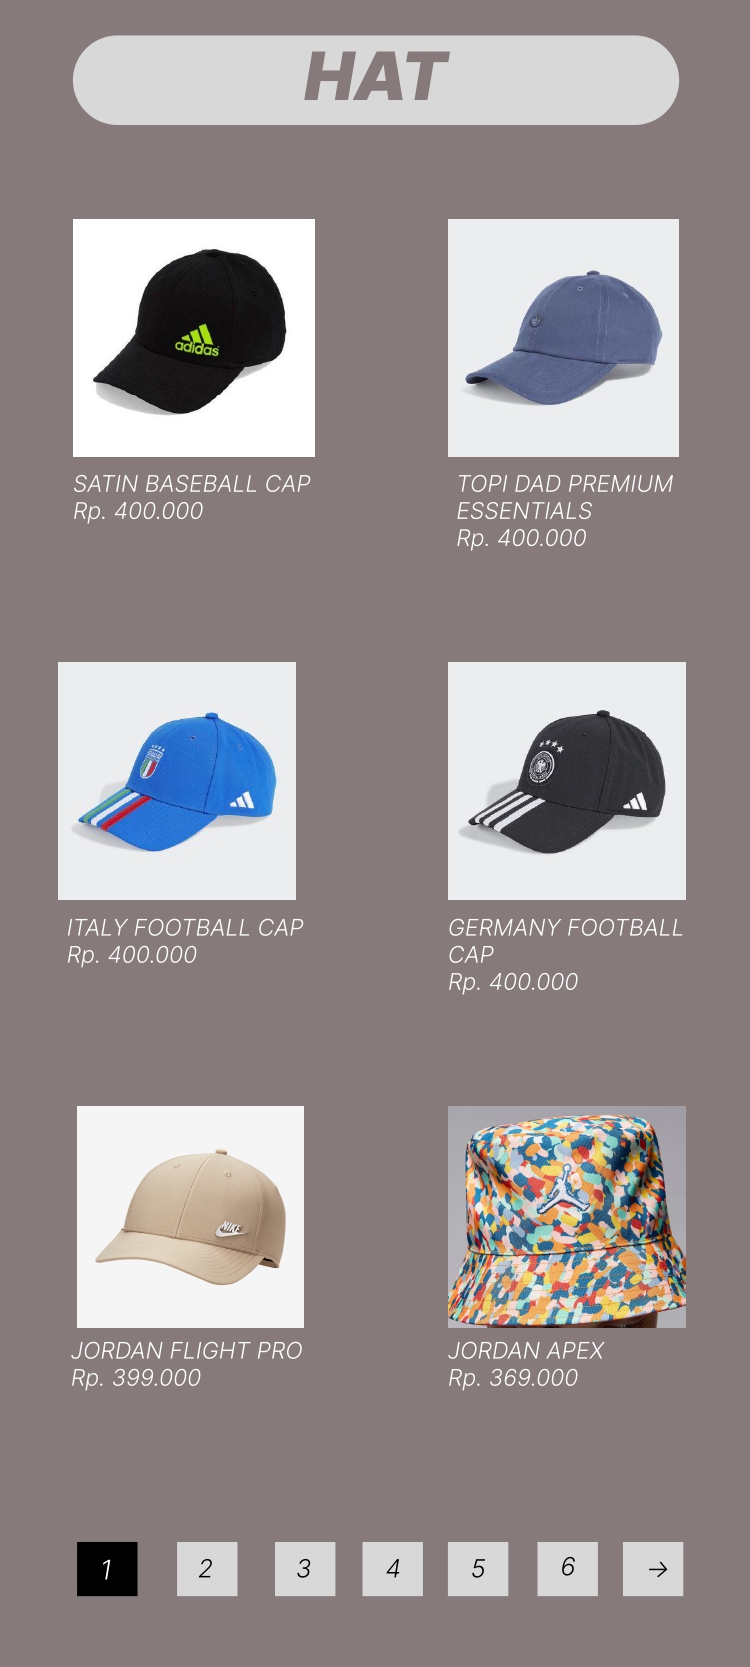 HAT
adidas
SATIN BASEBALL CAP
Rp. 400.000
TOPI DAD PREMIUM
ESSENTIALS
Rp. 400.000
ITALIA
ITALY FOOTBALL CAP
Rp. 400.000
GERMANY FOOTBALL
CAP
Rp. 400.000
NIKE
JORDAN FLIGHT PRO
Rp. 399.000
JORDAN APEX
Rp. 369.000
1 2 3 4 5 6 →